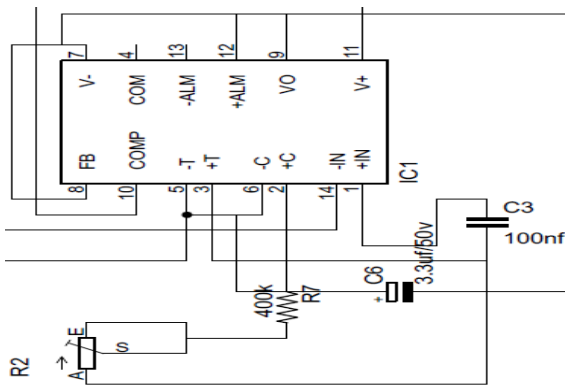 7 4 13 12 9 11
V- COM -ALM +ALM VO V+
FB COMP -T +T -C +C -IN +IN
8 10 5 3 6 2 14 1
IC1
C3
100nf
C6
3.3uf/50v
+
400k
R7
R2
E
S
A